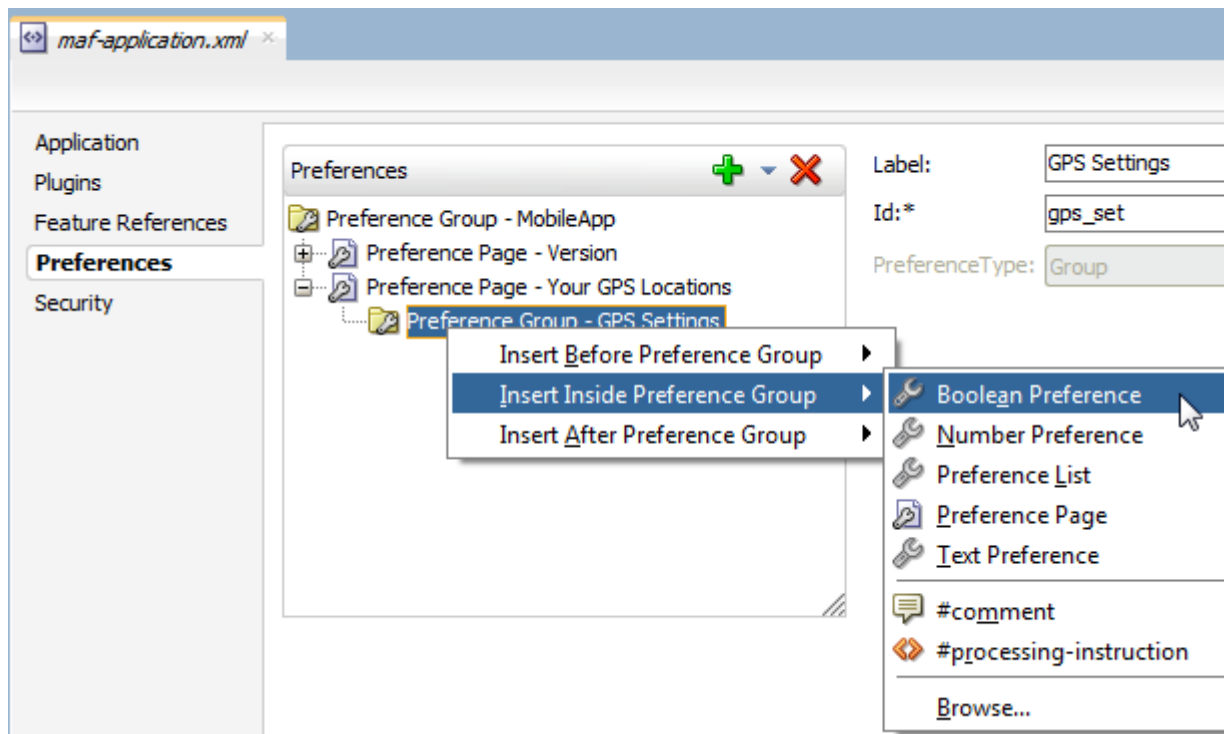 maf-application.xml
Application
Plugins
Feature References
Preferences
Security
Preferences
Preference Group - MobileApp
Preference Page - Version
Preference Page - Your GPS Locations
Preference Group - GPS Settings
Label:
GPS Settings
Id:*
gps_set
PreferenceType:
Group
Insert Before Preference Group
Insert Inside Preference Group
Insert After Preference Group
Boolean Preference
Number Preference
Preference List
Preference Page
Text Preference
#comment
#processing-instruction
Browse...